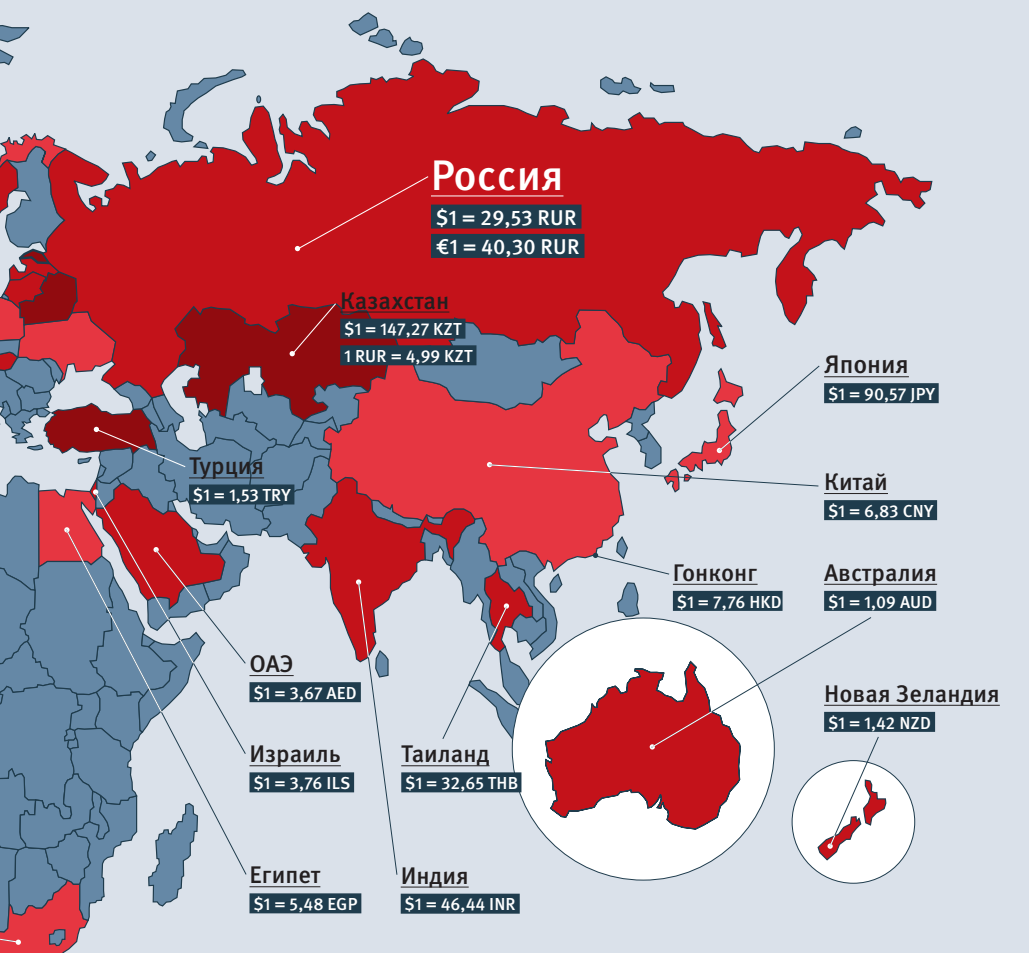 Россия
$1 = 29,53 RUR
€1 = 40,30 RUR
Казахстан
$1 = 147,27 KZT
1 RUR = 4,99 KZT
Япония
$1 = 90,57 JPY
Турция
$1 = 1,53 TRY
Китай
$1 = 6,83 CNY
Гонконг
$1 = 7,76 HKD
Австралия
$1 = 1,09 AUD
ОАЭ
$1 = 3,67 AED
Новая Зеландия
$1 = 1,42 NZD
Израиль
$1 = 3,76 ILS
Таиланд
$1 = 32,65 THB
Египет
$1 = 5,48 EGP
Индия
$1 = 46,44 INR